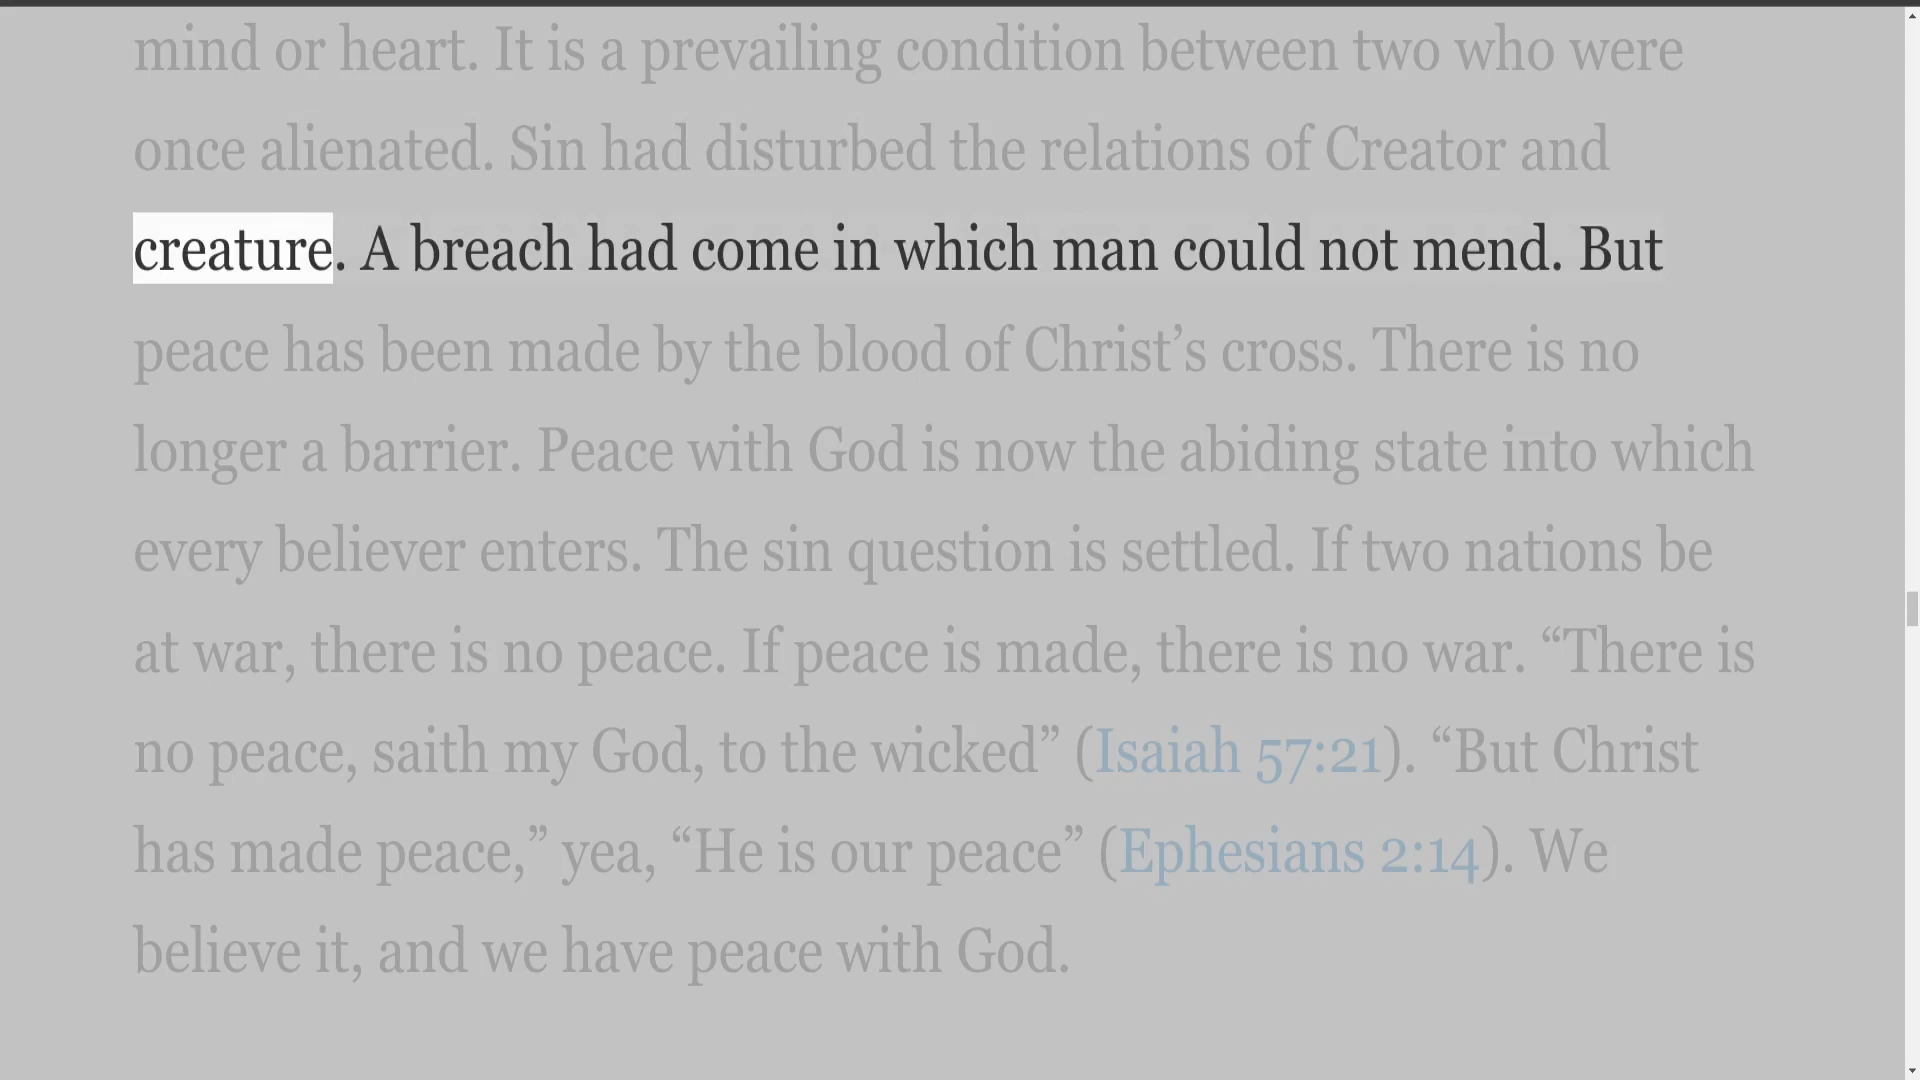 mind or heart. It is a prevailing condition between two who were
once alienated. Sin had disturbed the relations of Creator and
creature. A breach had come in which man could not mend. But
peace has been made by the blood of Christ’s cross. There is no
longer a barrier. Peace with God is now the abiding state into which
every believer enters. The sin question is settled. If two nations be
at war, there is no peace. If peace is made, there is no war. “There is
no peace, saith my God, to the wicked” (Isaiah 57:21). “But Christ
has made peace,” yea, “He is our peace” (Ephesians 2:14). We
believe it, and we have peace with God.